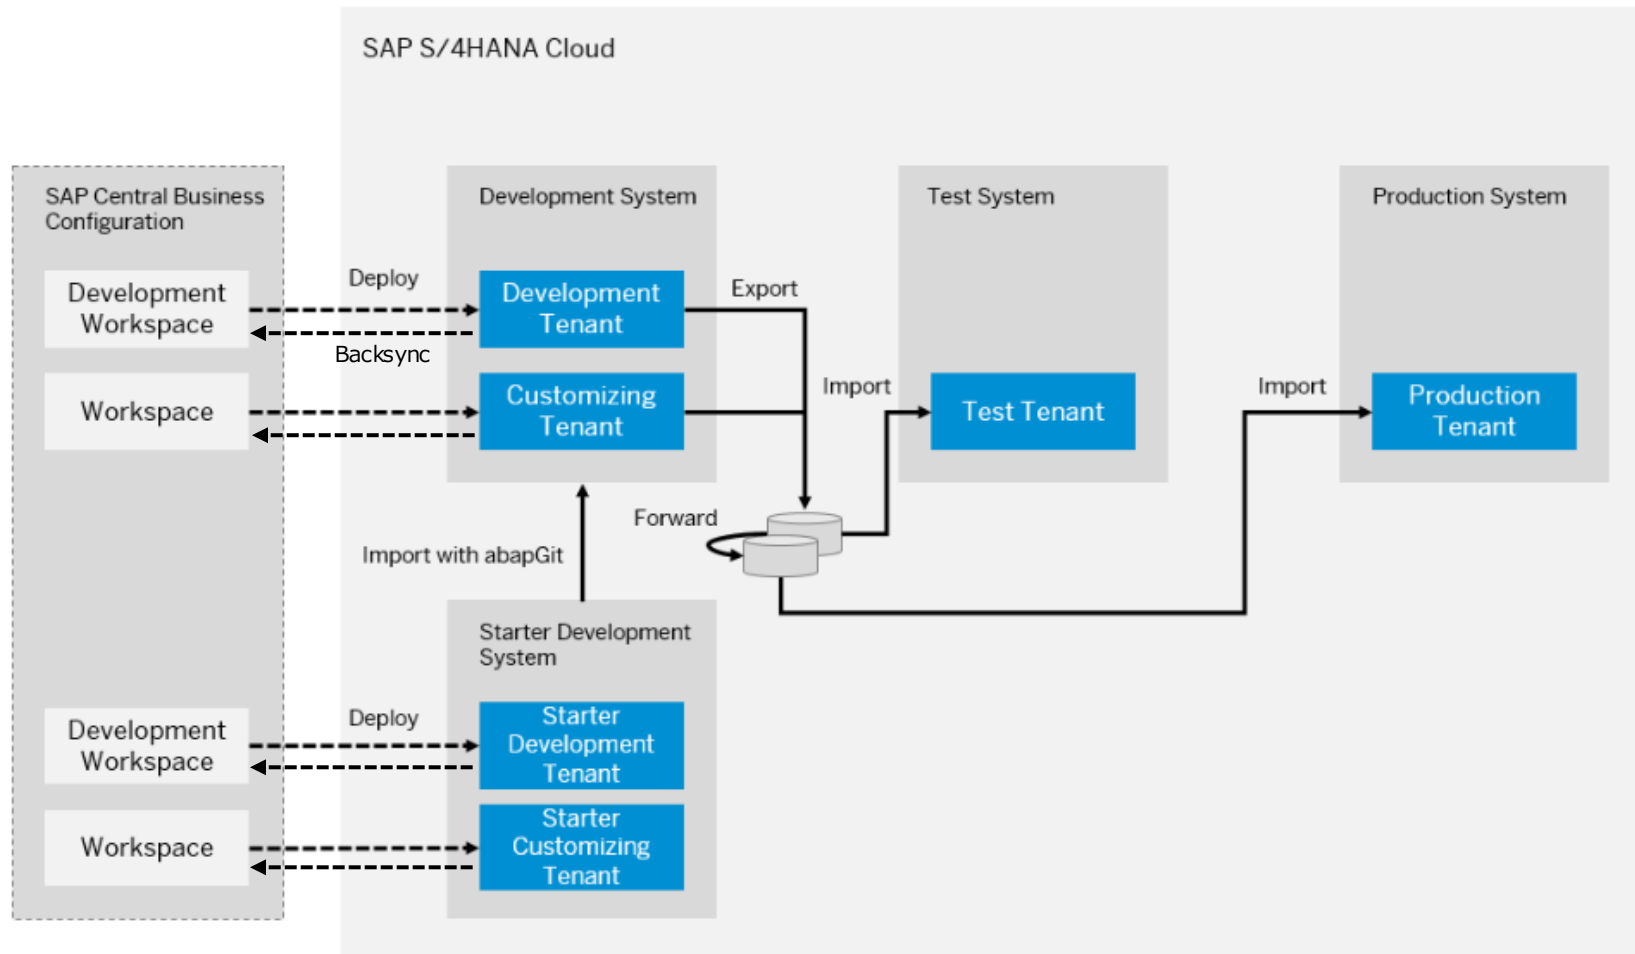 SAP S/4HANA Cloud
SAP Central Business
Configuration
Development System
Test System
Production System
Development
Workspace
Deploy
Backsync
Development
Tenant
Export
Workspace
Customizing
Tenant
Import
Test Tenant
Import
Production
Tenant
Forward
Import with abapGit
Starter Development
System
Development
Workspace
Deploy
Starter
Development
Tenant
Workspace
Starter
Customizing
Tenant